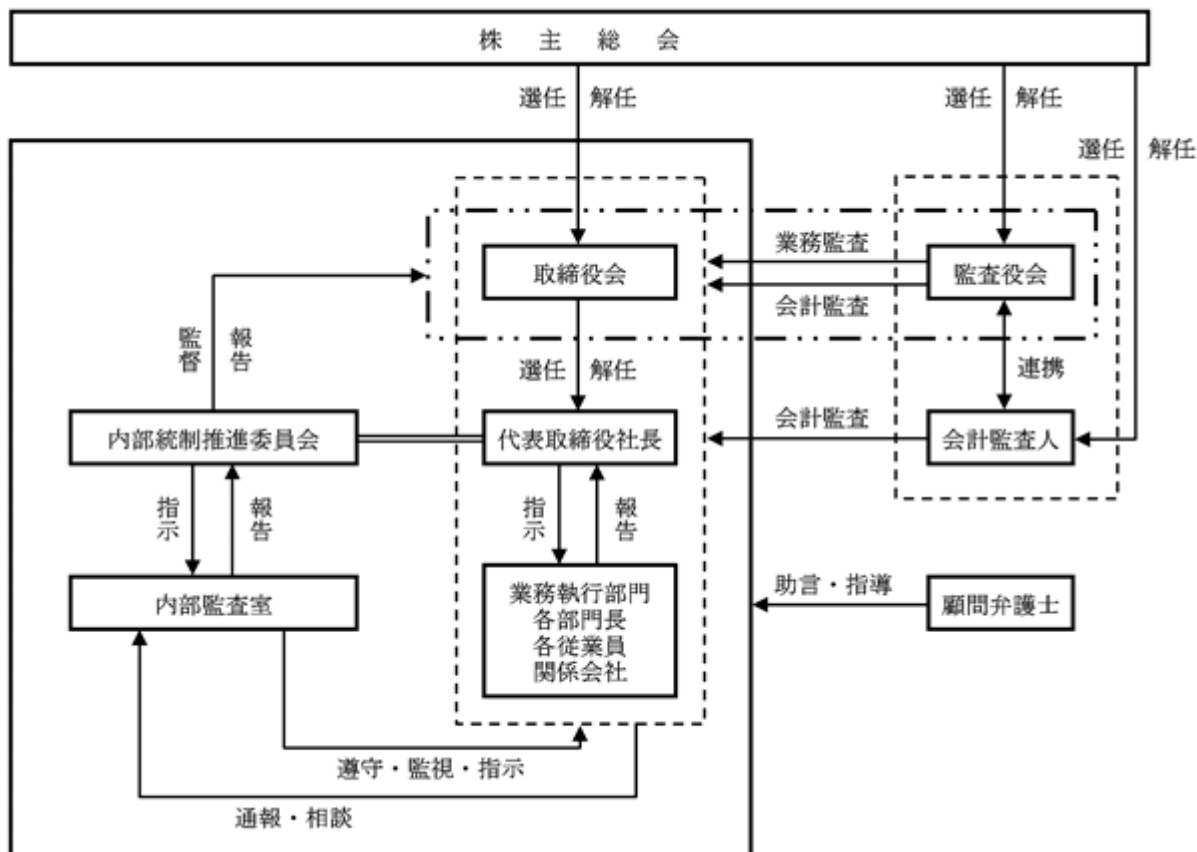 株主総会
選任 解任
選任 解任
選任 解任
取締役会
業務監査
会計監査
監査役会
監督
報告
選任 解任
連携
内部統制推進委員会
代表取締役社長
会計監査
会計監査人
指示
報告
指示
報告
内部監査室
業務執行部門
各部門長
各従業員
関係会社
助言・指導
顧問弁護士
遵守・監視・指示
通報・相談